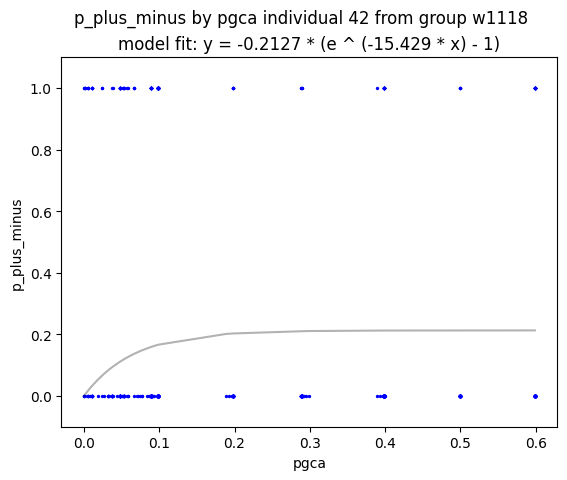 p_plus_minus by pgca individual 42 from group w1118
model fit: y = -0.2127 * (e ^ (-15.429 * x) - 1)
1.0
0.8
0.6
0.4
0.2
0.0
p_plus_minus
0.0 0.1 0.2 0.3 0.4 0.5 0.6
pgca